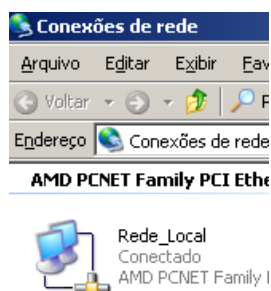 Conexões de rede
Arquivo Editar Exibir Fav
Voltar
Endereço Conexões de rede
AMD PCNET Family PCI Ethe
Rede_Local
Conectado
AMD PCNET Family